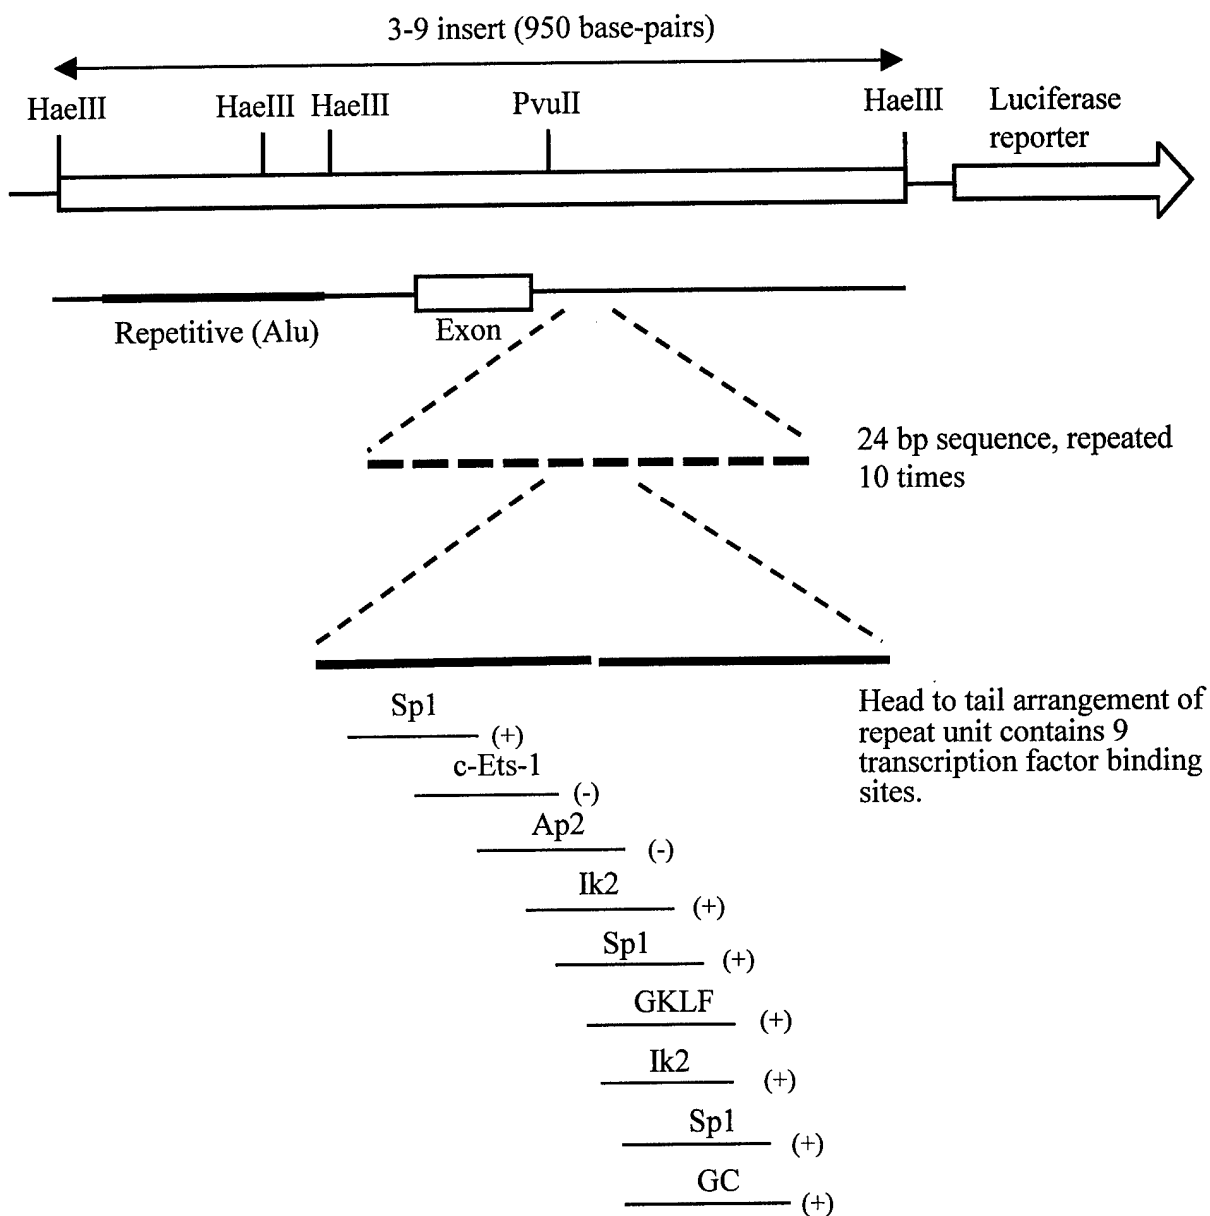 3-9 insert (950 base-pairs)
HaeIII
HaeIII
HaeIII
PvuII
HaeIII
Luciferase
reporter
Repetitive (Alu)
Exon
24 bp sequence, repeated
10 times
Head to tail arrangement of
repeat unit contains 9
transcription factor binding
sites.
Sp1
(+)
c-Ets-1
(-)
Ap2
(-)
Ik2
(+)
Sp1
(+)
GKLF
(+)
Ik2
(+)
Sp1
(+)
GC
(+)